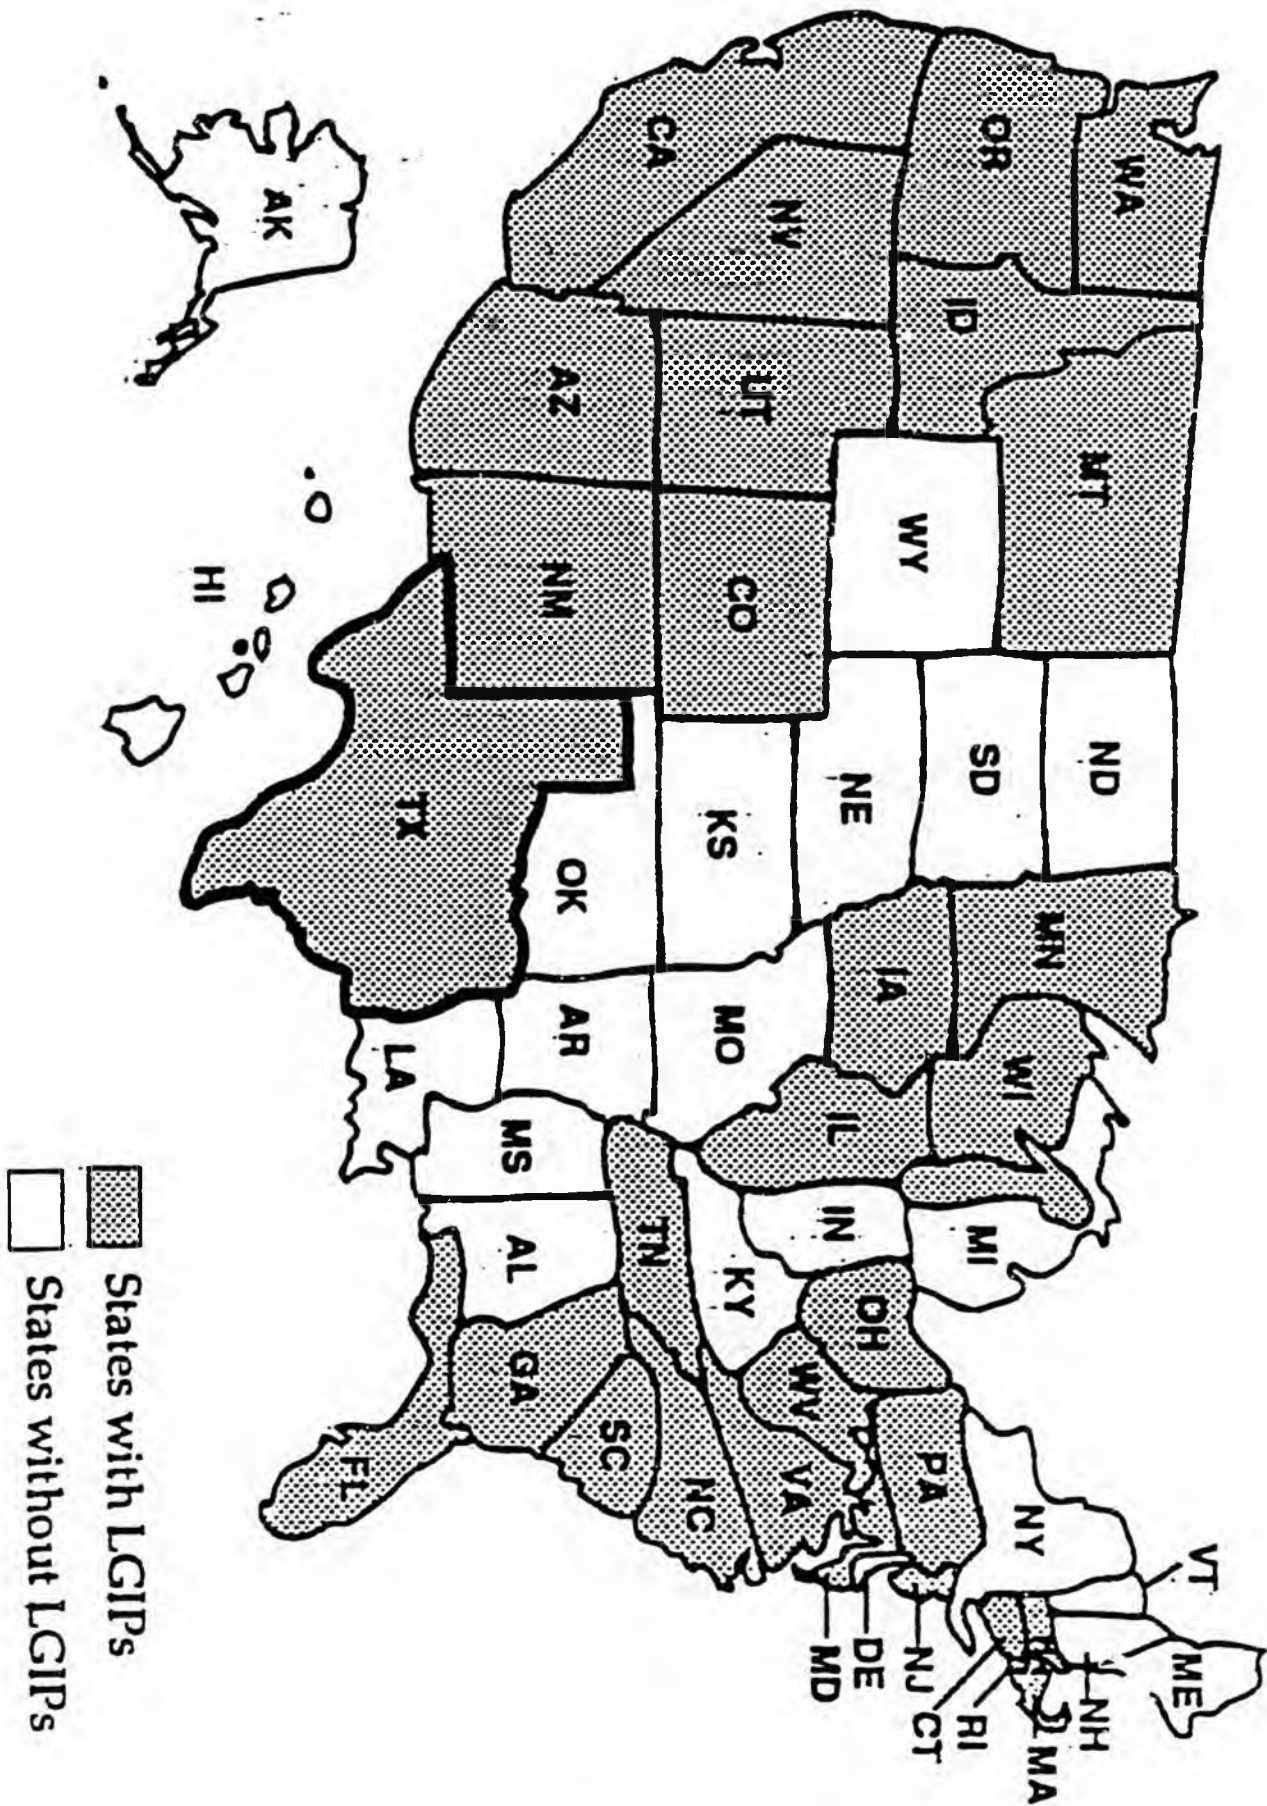 WA
OR
CA
NV
ID
MT
WY
UT
AZ
CO
NM
ND
SD
NE
KS
OK
TX
MN
IA
MO
AR
LA
WI
IL
MI
IN
OH
KY
TN
MS
AL
GA
FL
SC
NC
VA
WV
PA
NY
VT
ME
NH
MA
RI
CT
NJ
DE
MD
AK
HI
States with LGIPs
States without LGIPs